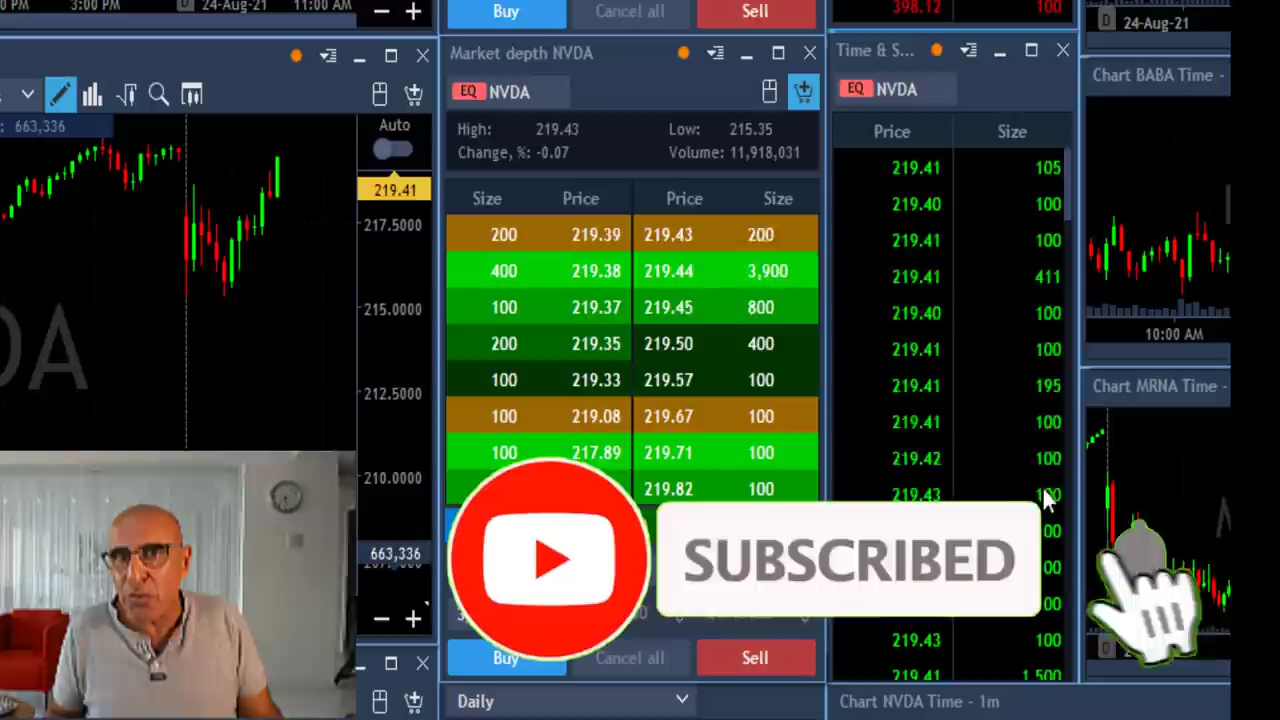 PM 3:00 PM 24-Aug-21 11:00 AM
Buy Cancel all Sell
398.12 100
D 24-Aug-21
Market depth NVDA
Time & S...
Chart BABA Time -
EQ NVDA
EQ NVDA
: 663,336
Auto
High: 219.43 Low: 215.35
Change, %: -0.07 Volume: 11,918,031
Price Size
219.41
217.5000
215.0000
212.5000
210.0000
663,336
DA
Size Price Price Size
200 219.39 219.43 200
400 219.38 219.44 3,900
100 219.37 219.45 800
200 219.35 219.50 400
100 219.33 219.57 100
100 219.08 219.67 100
100 217.89 219.71 100
219.82 100
219.41 105
219.40 100
219.41 100
219.41 411
219.40 100
219.41 100
219.41 195
219.41 100
219.42 100
219.43
219.43 100
219.41 1,500
10:00 AM
Chart MRNA Time -
SUBSCRIBED
Buy Cancel all Sell
Daily
Chart NVDA Time - 1m